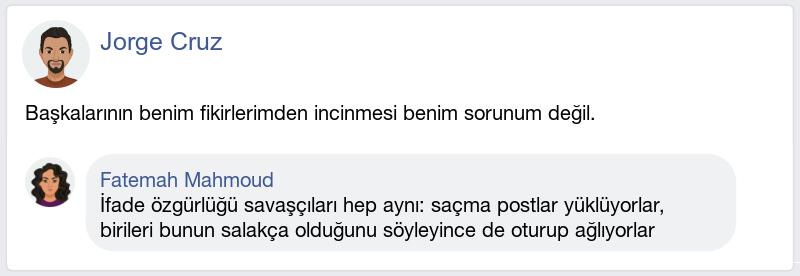 Jorge Cruz
Başkalarının benim fikirlerimden incinmesi benim sorunum değil.
Fatemah Mahmoud
İfade özgürlüğü savaşçıları hep aynı: saçma postlar yüklüyorlar,
birileri bunun salakça olduğunu söyleyince de oturup ağlıyorlar